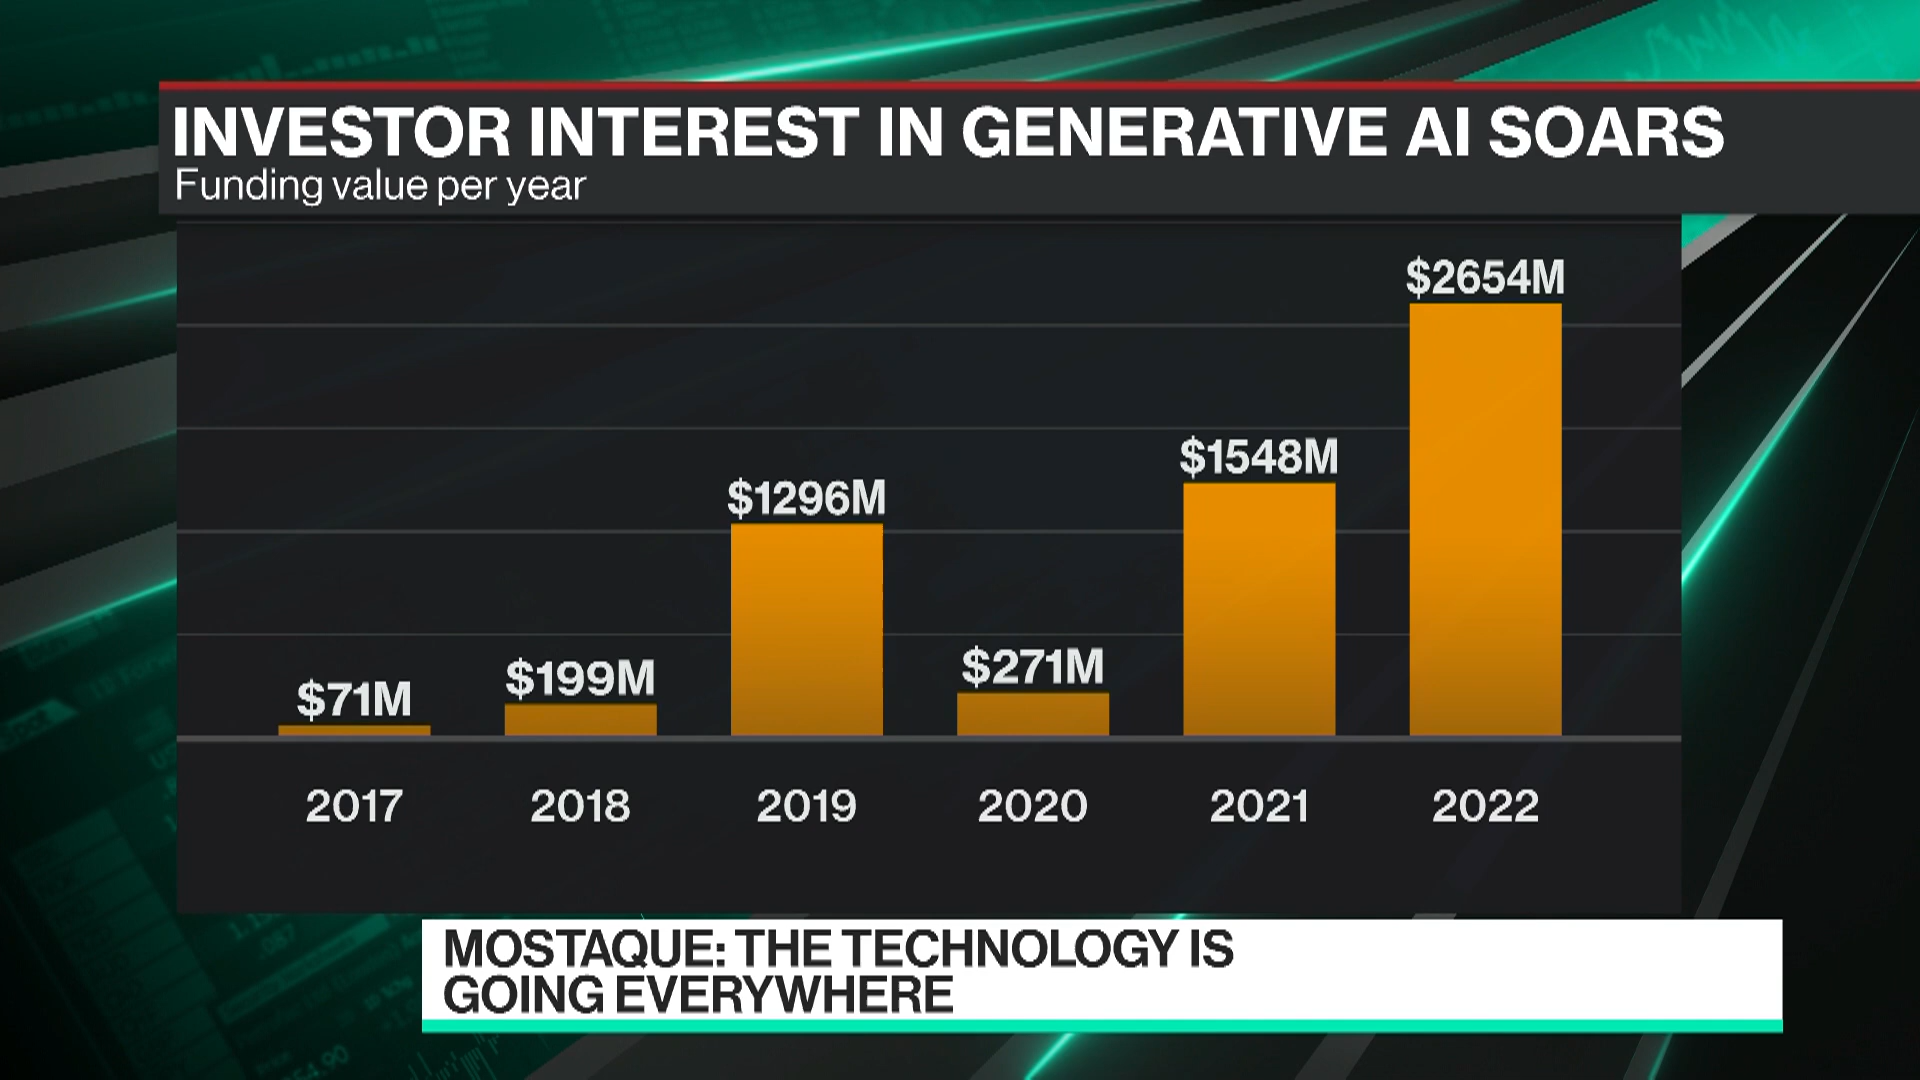 INVESTOR INTEREST IN GENERATIVE AI SOARS
Funding value per year
$2654M
$1548M
$1296M
$271M
$199M
$71M
2017 2018 2019 2020 2021 2022
MOSTAQUE: THE TECHNOLOGY IS
GOING EVERYWHERE